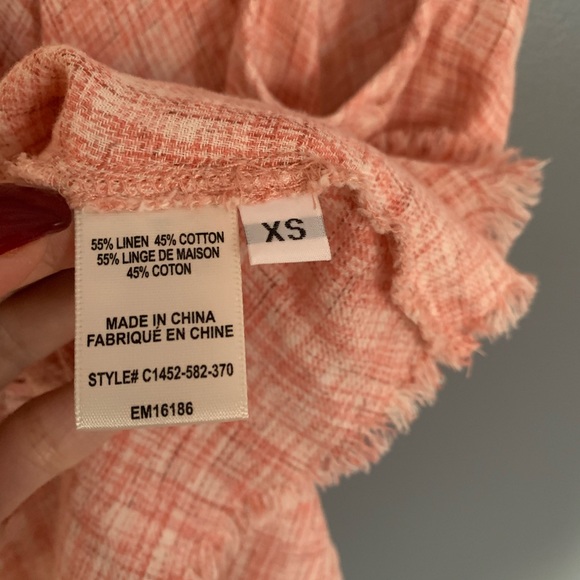 55% LINEN 45% COTTON
55% LINGE DE MAISON
45% COTON
MADE IN CHINA
FABRIQUÉ EN CHINE
STYLE# C1452-582-370
EM16186
XS